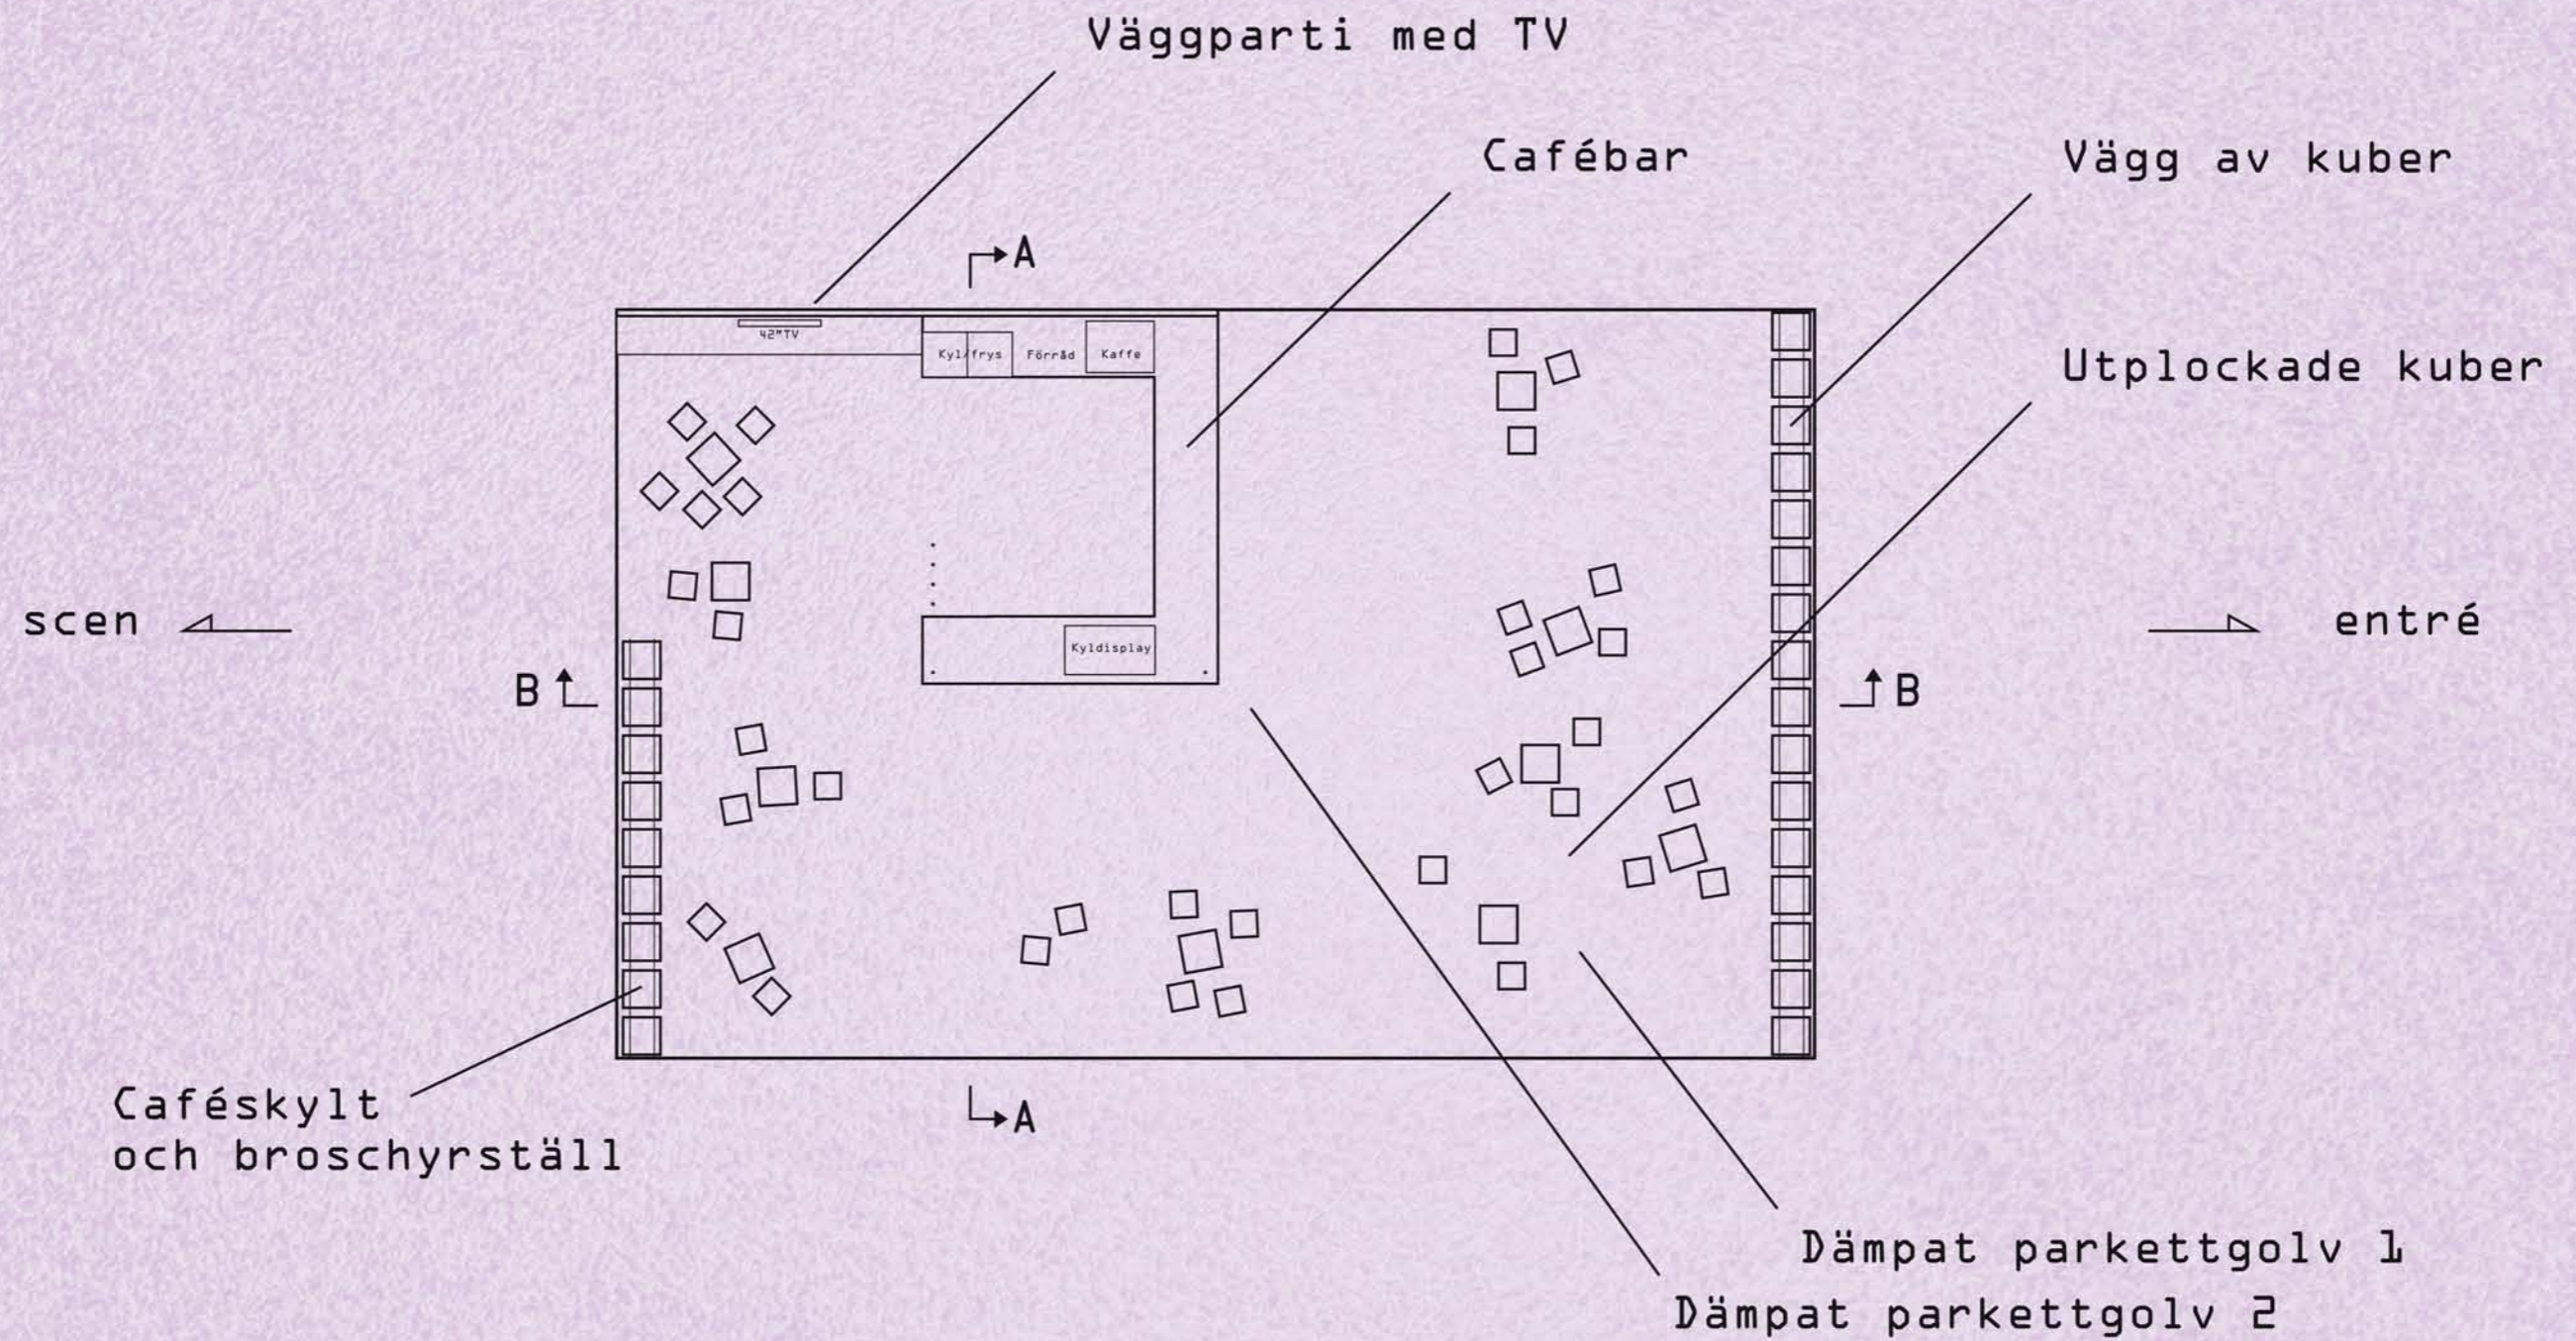 Väggparti med TV
Cafébar
Vägg av kuber
A
42"TV
Kyl/frys
Förråd
Kaffe
Utplockade kuber
scen
entré
Kyldisplay
B
B
Caféskylt
och broschyrställ
A
Dämpat parkettgolv 1
Dämpat parkettgolv 2